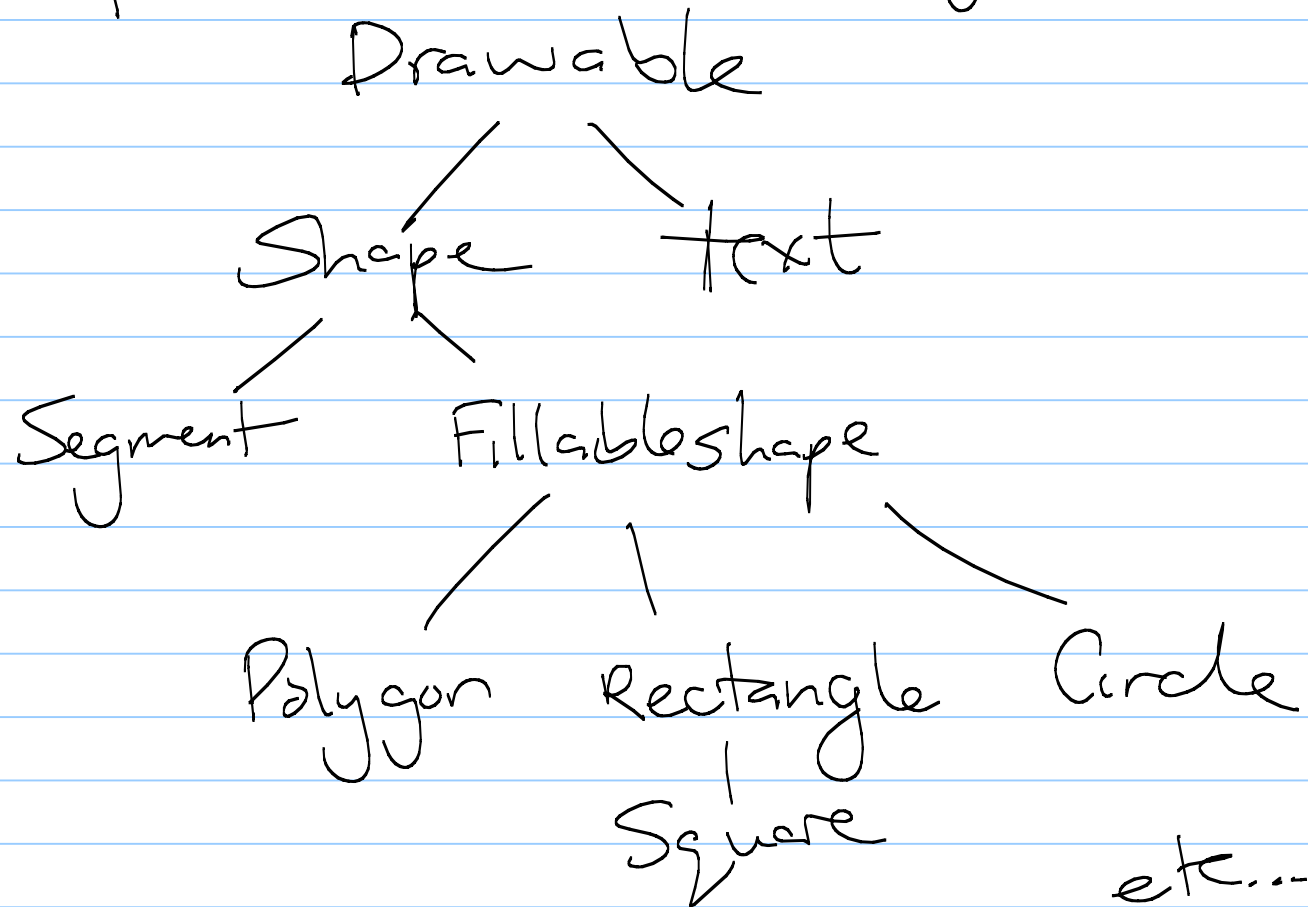 Drawable
Shape text
Segment Fillableshape
Polygon Rectangle Circle
Square
etc...